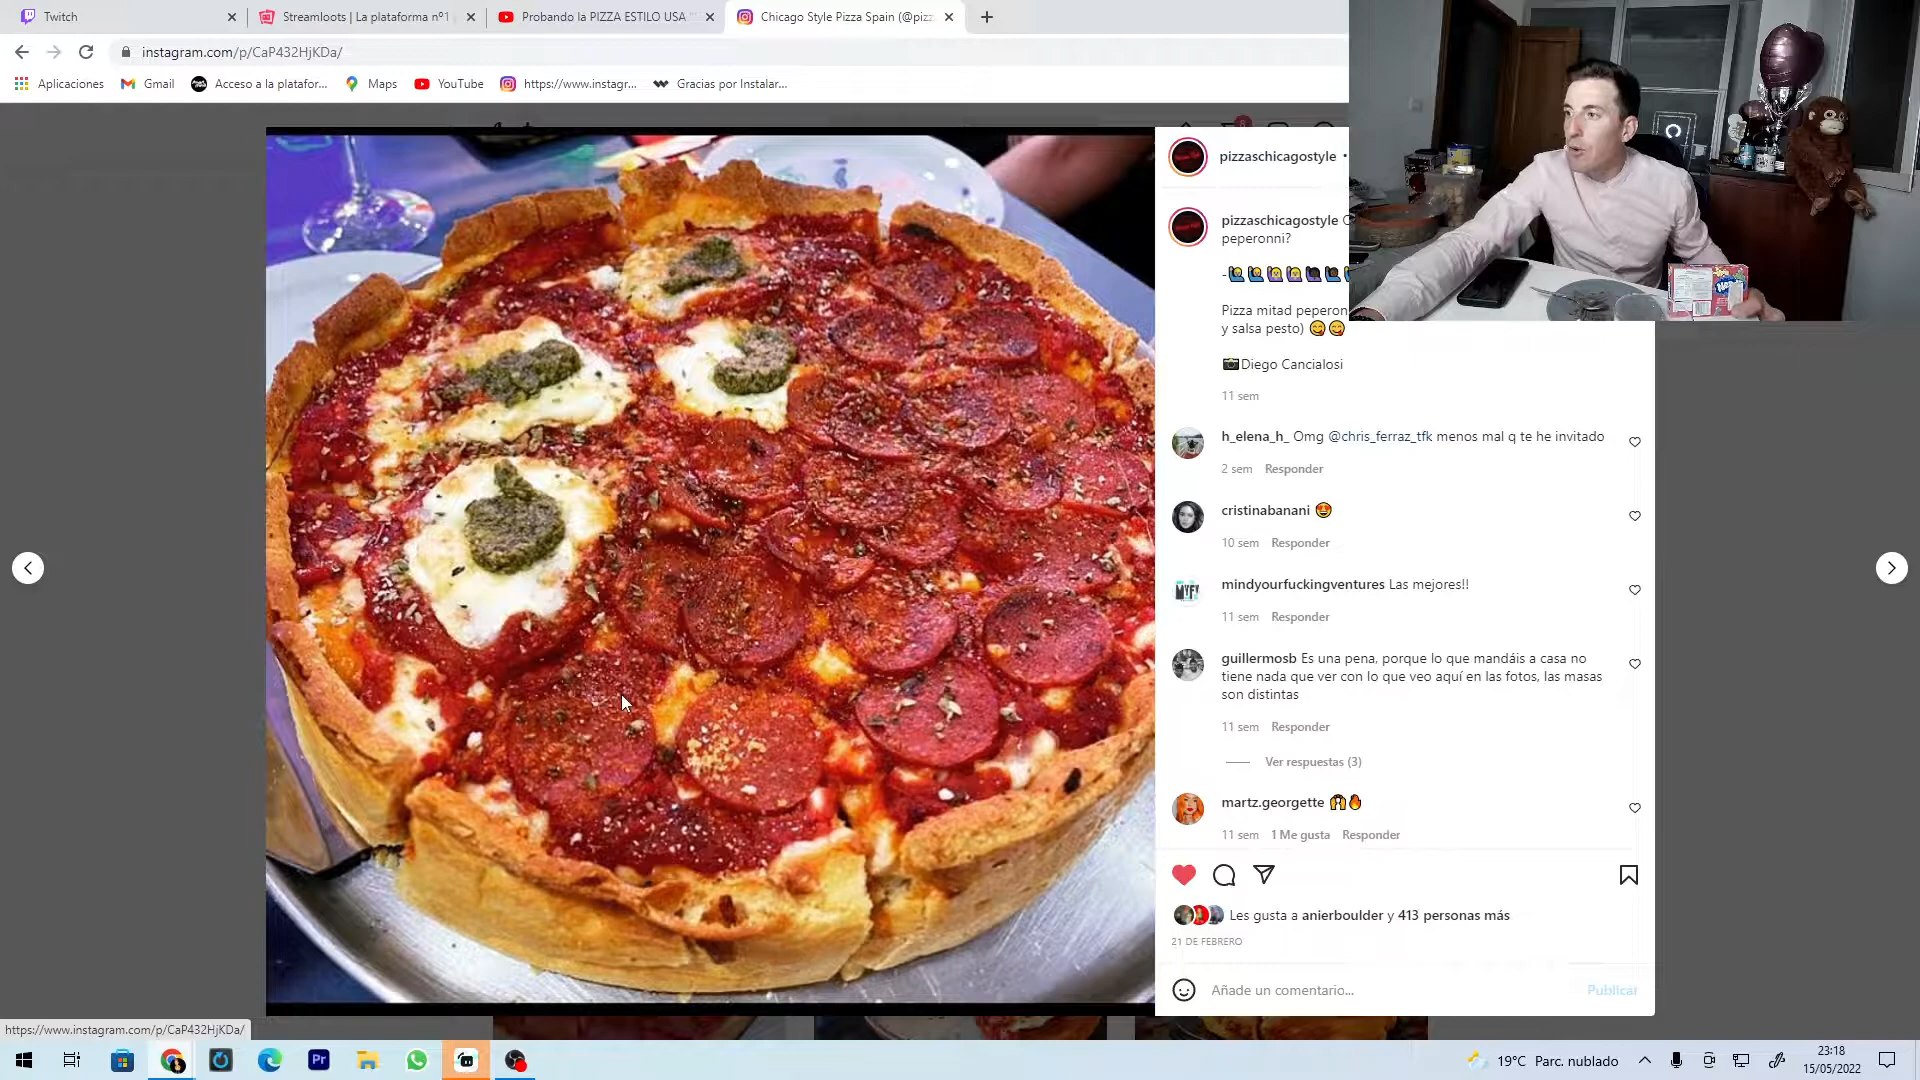 Twitch
Streamloots | La plataforma nº1
Probando la PIZZA ESTILO USA "
Chicago Style Pizza Spain (@pizz
instagram.com/p/CaP432HjKDa/
Aplicaciones
Gmail
Acceso a la platafor...
Maps
YouTube
https://www.instagr...
Gracias por Instalar...
8
pizzaschicagostyle •
pizzaschicagostyle
peperonni?
-🙋‍♂️🙋🏼‍♂️🙋‍♀️🙋🏼‍♀️🙋🏿‍♀️🙋🏿‍♂️
Pizza mitad peperon
y salsa pesto) 😋😋
📷Diego Cancialosi
11 sem
h_elena_h_ Omg @chris_ferraz_tfk menos mal q te he invitado
2 sem Responder
cristinabanani 😍
10 sem Responder
MYFV
mindyourfuckingventures Las mejores!!
11 sem Responder
guillermosb Es una pena, porque lo que mandáis a casa no
tiene nada que ver con lo que veo aquí en las fotos, las masas
son distintas
11 sem Responder
Ver respuestas (3)
martz.georgette 🙌🔥
11 sem 1 Me gusta Responder
Les gusta a anierboulder y 413 personas más
21 DE FEBRERO
Añade un comentario...
Publicar
https://www.instagram.com/p/CaP432HjKDa/
Pr
19°C Parc. nublado
23:18
15/05/2022